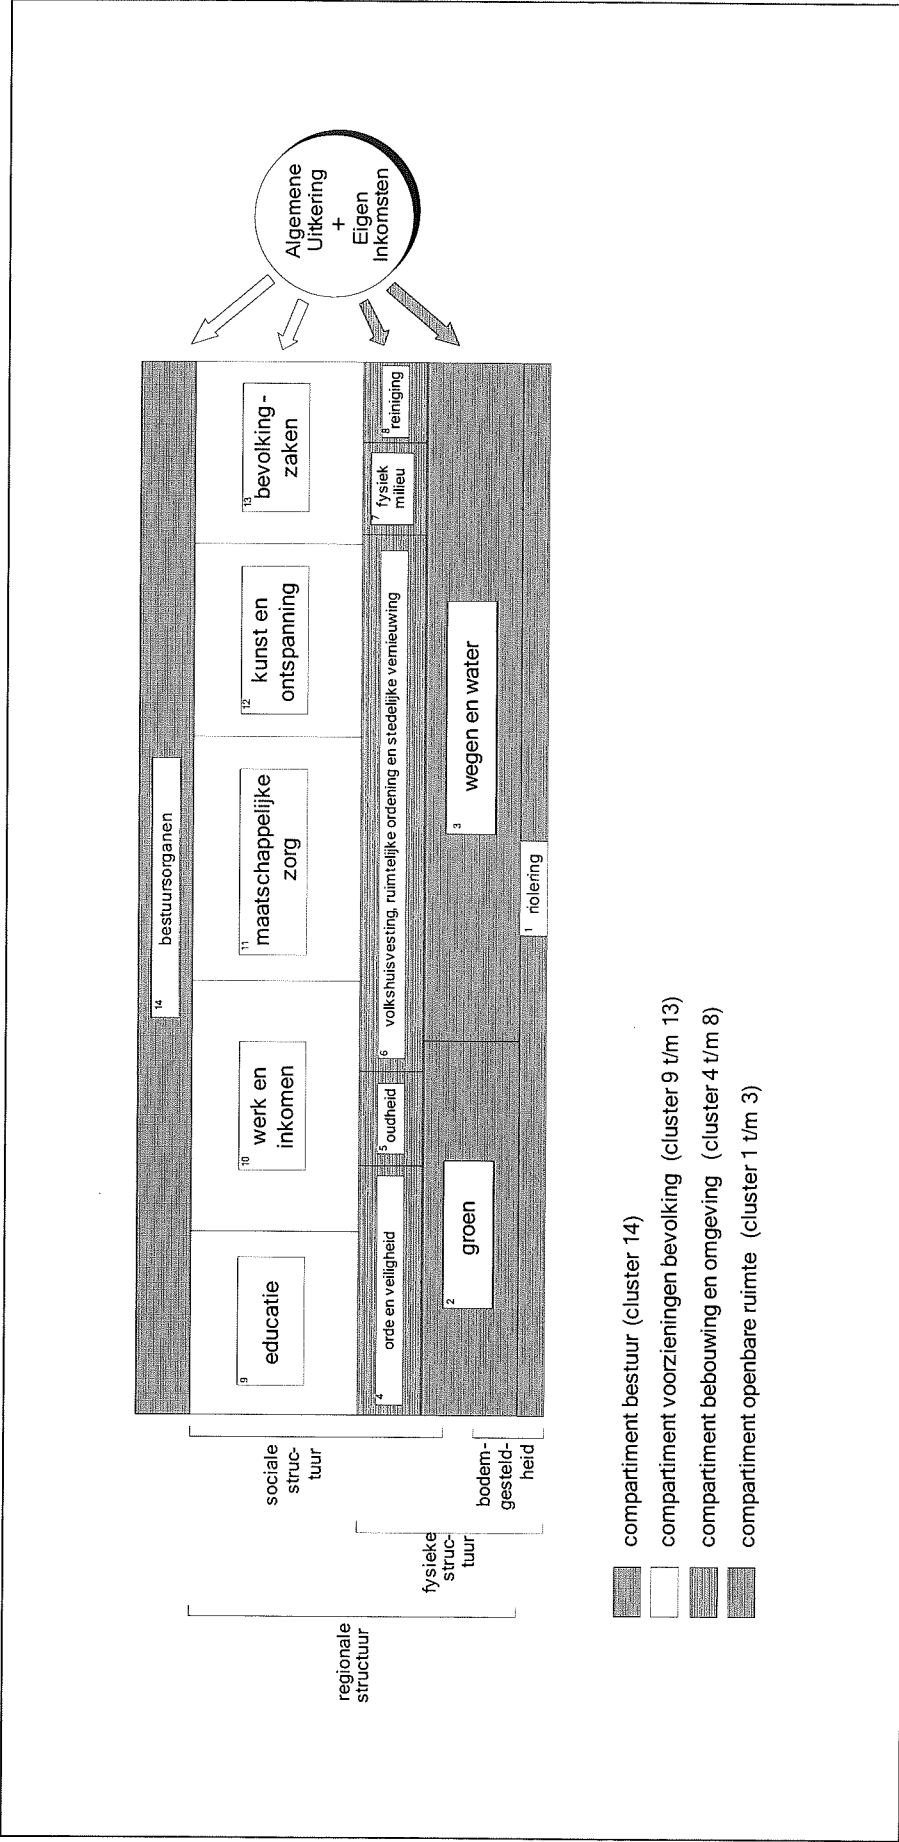 Algemene
Uitkering
+
Eigen
Inkomsten
14 bestuursorganen
9 educatie
10 werk en
inkomen
11 maatschappelijke
zorg
12 kunst en
ontspanning
13 bevolking-
zaken
4 orde en veiligheid
5 oudheid
6 volkshuisvesting, ruimtelijke ordening en stedelijke vernieuwing
7 fysiek
milieu
8 reiniging
2 groen
3 wegen en water
1 riolering
sociale
struc-
tuur
bodem-
gesteld-
heid
fysieke
struc-
tuur
regionale
structuur
compartiment bestuur (cluster 14)
compartiment voorzieningen bevolking (cluster 9 t/m 13)
compartiment bebouwing en omgeving (cluster 4 t/m 8)
compartiment openbare ruimte (cluster 1 t/m 3)